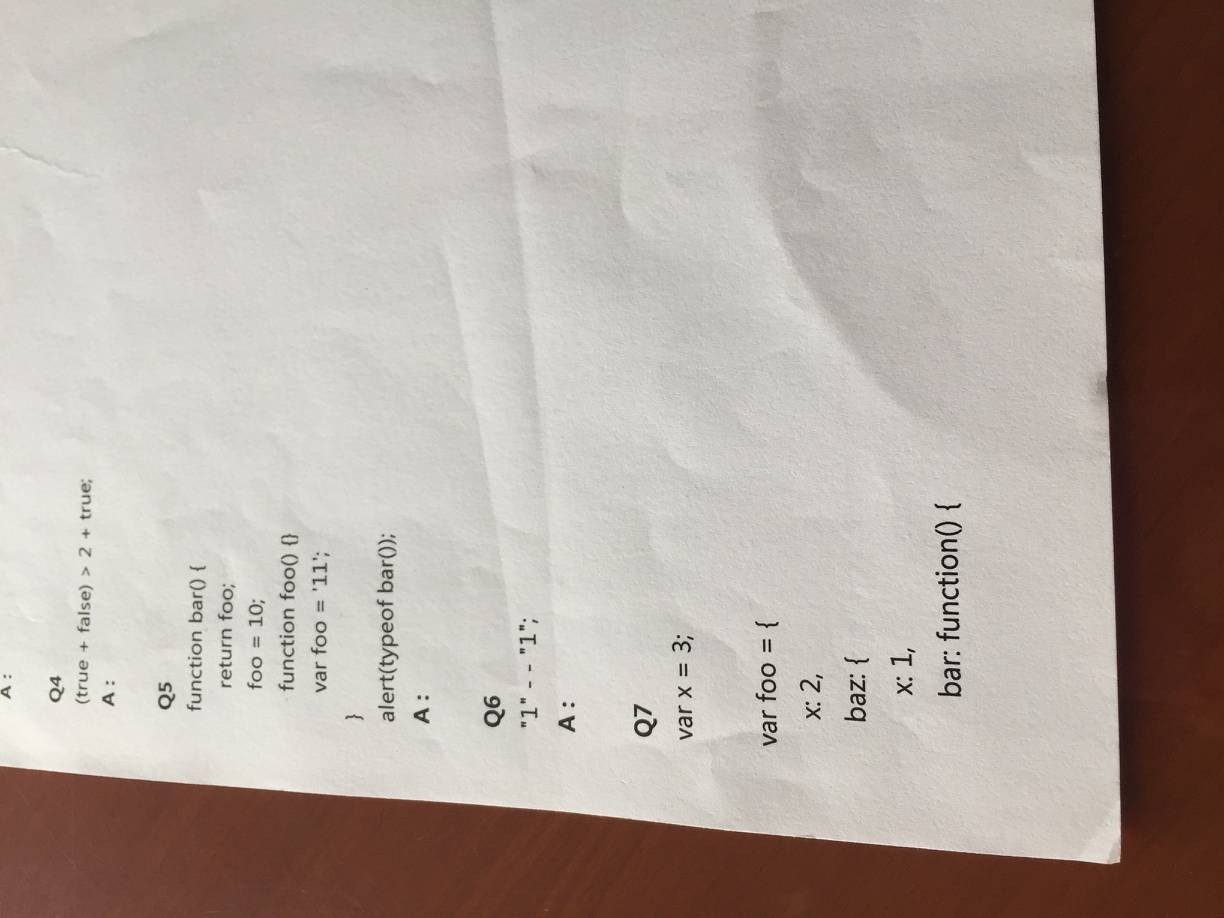 A :
Q4
(true + false) > 2 + true;
A :
Q5
function bar() {
return foo;
foo = 10;
function foo() {}
var foo = '11';
}
alert(typeof bar());
A :
Q6
"1" - - "1";
A :
Q7
var x = 3;
var foo = {
x: 2,
baz: {
x: 1,
bar: function() {